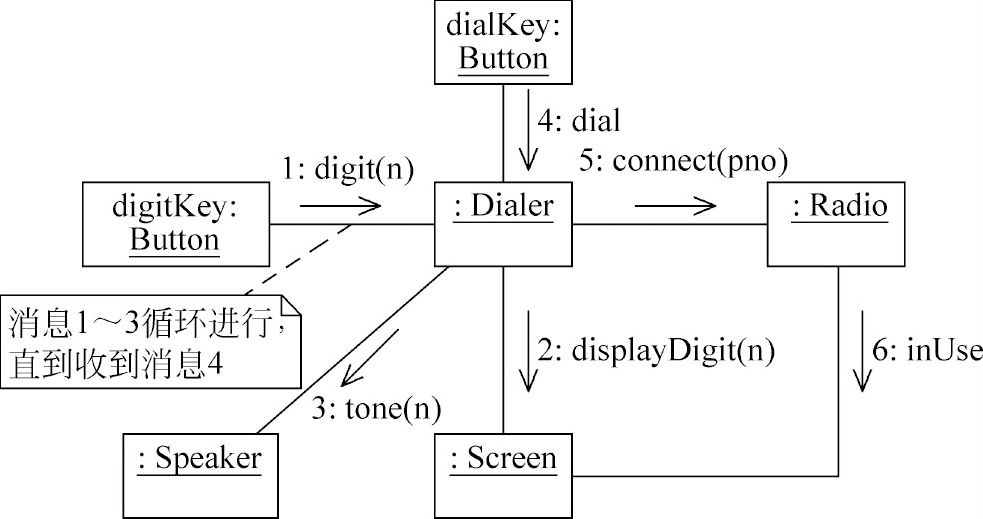 dialKey:
Button
4: dial
1: digit(n)
5: connect(pno)
digitKey:
Button
: Dialer
: Radio
消息1～3循环进行，
直到收到消息4
2: displayDigit(n)
6: inUse
3: tone(n)
: Speaker
: Screen